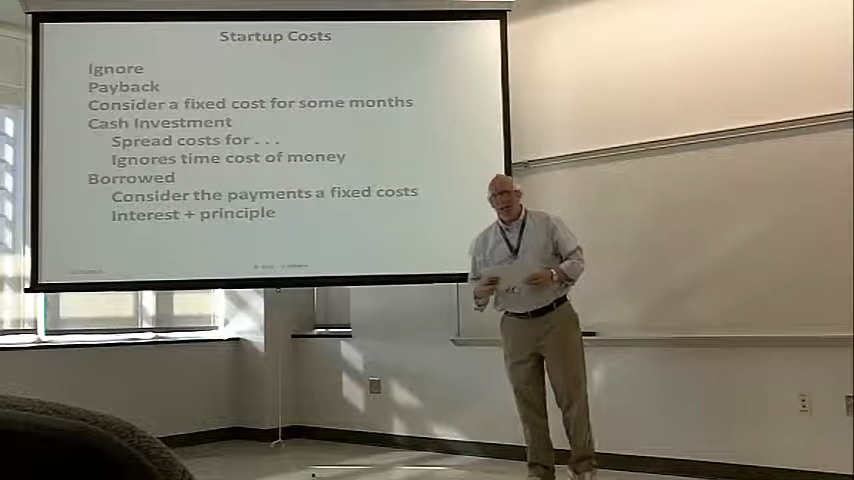 Startup Costs
Ignore
Payback
Consider a fixed cost for some months
Cash Investment
Spread costs for . . .
Ignores time cost of money
Borrowed
Consider the payments a fixed costs
Interest + principle